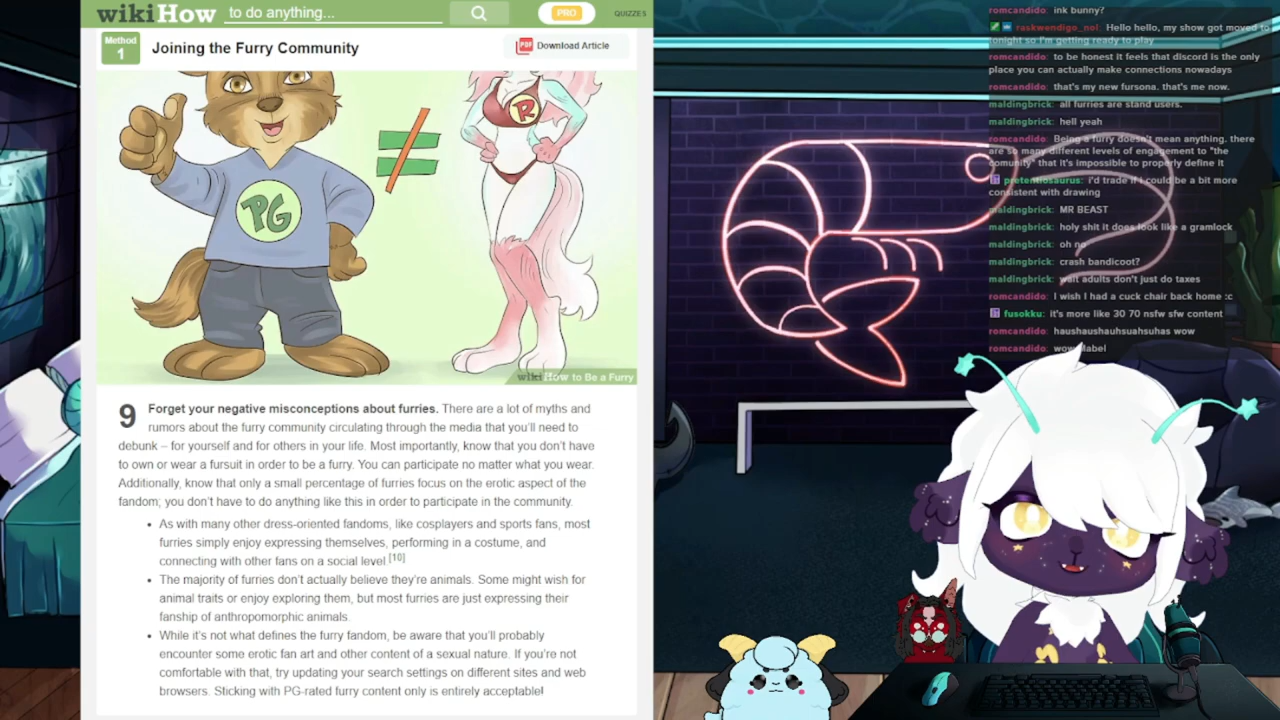 wikiHow to do anything...
PRO
QUIZZES
Method
1
Joining the Furry Community
PDF Download Article
PG
R
wikiHow to Be a Furry
9 Forget your negative misconceptions about furries. There are a lot of myths and
rumors about the furry community circulating through the media that you'll need to
debunk – for yourself and for others in your life. Most importantly, know that you don't have
to own or wear a fursuit in order to be a furry. You can participate no matter what you wear.
Additionally, know that only a small percentage of furries focus on the erotic aspect of the
fandom; you don't have to do anything like this in order to participate in the community.
• As with many other dress-oriented fandoms, like cosplayers and sports fans, most
furries simply enjoy expressing themselves, performing in a costume, and
connecting with other fans on a social level.[10]
• The majority of furries don't actually believe they're animals. Some might wish for
animal traits or enjoy exploring them, but most furries are just expressing their
fanship of anthropomorphic animals.
• While it's not what defines the furry fandom, be aware that you'll probably
encounter some erotic fan art and other content of a sexual nature. If you're not
comfortable with that, try updating your search settings on different sites and web
browsers. Sticking with PG-rated furry content only is entirely acceptable!
romcandido: ink bunny?
raskwendigo_nol: Hello hello, my show got moved to
tonight so I'm getting ready to play
romcandido: to be honest it feels that discord is the only
place you can actually make connections nowadays
romcandido: that's my new fursona. that's me now.
maldingbrick: all furries are stand users.
maldingbrick: hell yeah
romcandido: Being a furry doesn't mean anything. there
are so many different levels of engagement to "the
comunity" that it's impossible to properly define it
pretentiosaurus: i'd trade if i could be a bit more
consistent with drawing
maldingbrick: MR BEAST
maldingbrick: holy shit it does look like a gramlock
maldingbrick: oh no
maldingbrick: crash bandicoot?
maldingbrick: wait adults don't just do taxes
romcandido: I wish I had a cuck chair back home :c
fusokku: it's more like 30 70 nsfw sfw content
romcandido: haushaushauhsuahsuhas wow
romcandido: wow Mabel